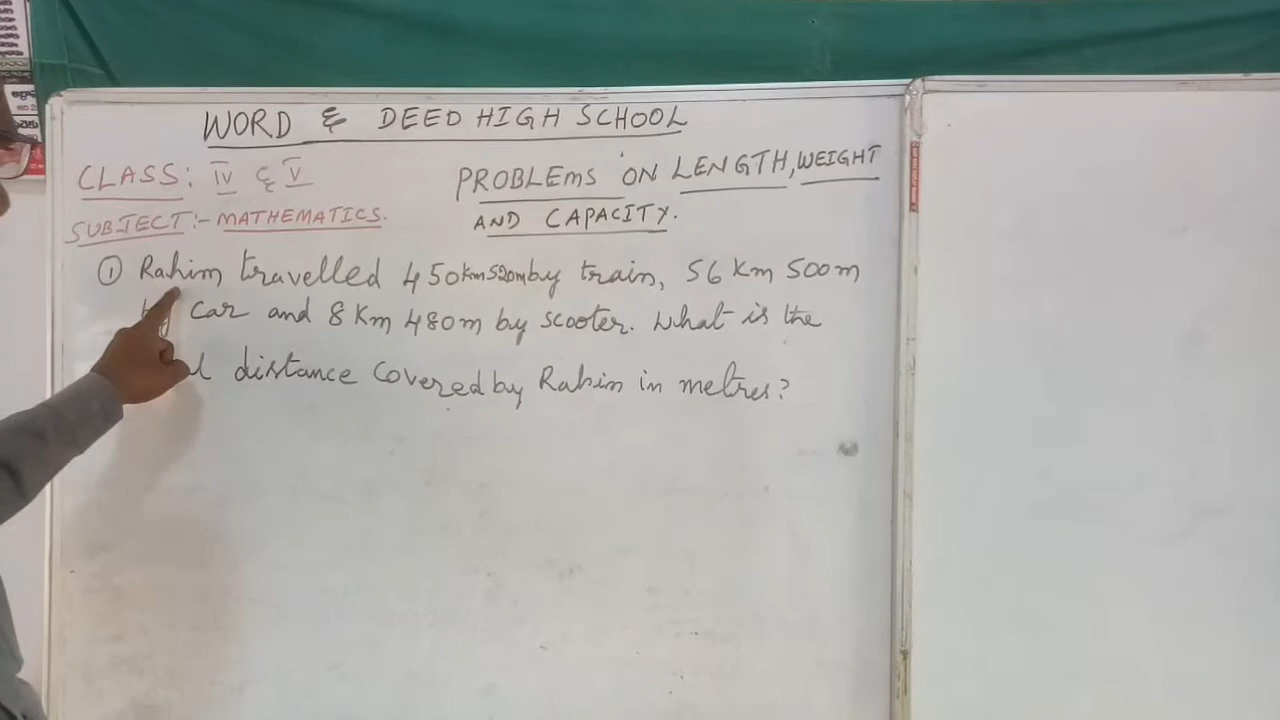 WORD & DEED HIGH SCHOOL
CLASS: IV & V
PROBLEMS ON LENGTH, WEIGHT
AND CAPACITY.
SUBJECT:- MATHEMATICS.
① Rahim travelled 450km520m by train, 56 Km 500m
car and 8 Km 480m by scooter. What is the
distance covered by Rahim in metres?